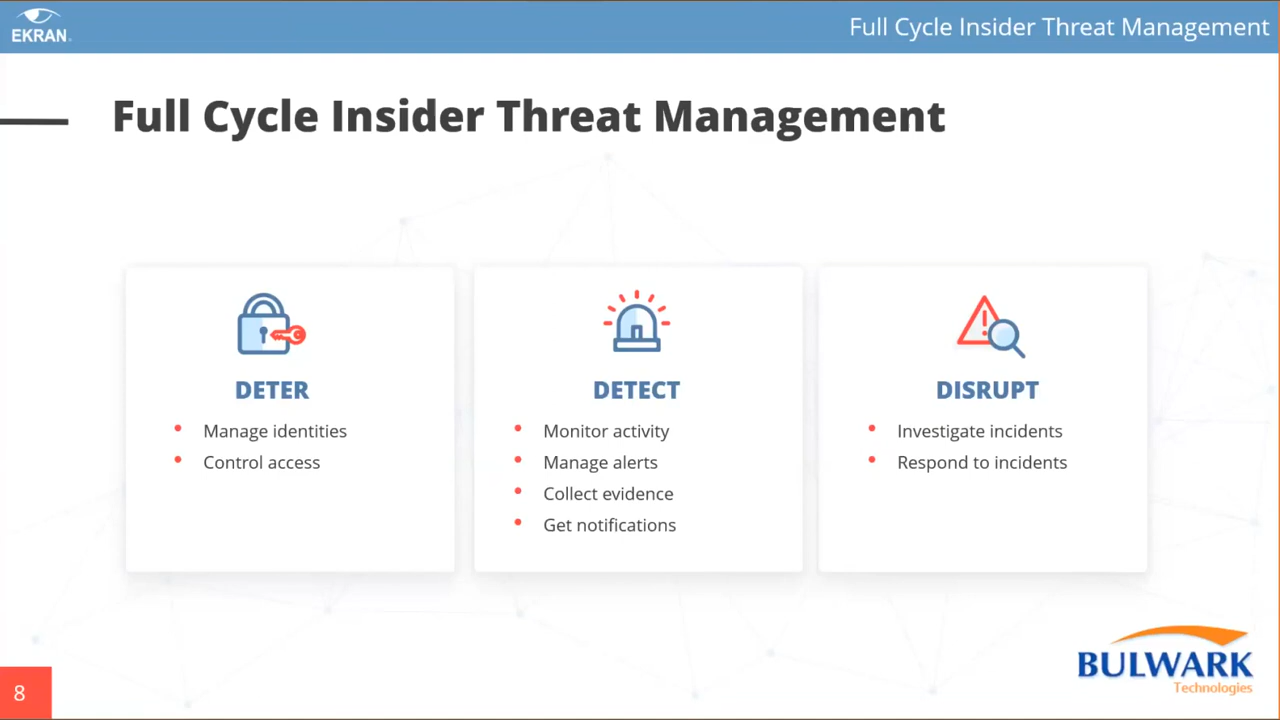 EKRAN
Full Cycle Insider Threat Management
Full Cycle Insider Threat Management
DETER
Manage identities
Control access
DETECT
Monitor activity
Manage alerts
Collect evidence
Get notifications
DISRUPT
Investigate incidents
Respond to incidents
BULWARK
Technologies
8